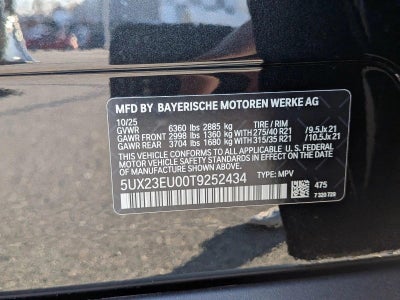 MFD BY BAYERISCHE MOTOREN WERKE AG
10/25
GVWR 6360 lbs 2885 kg TIRE / RIM
GAWR FRONT 2998 lbs 1360 kg WITH 275/40 R21 /9.5Jx21
GAWR REAR 3704 lbs 1680 kg WITH 315/35 R21 /10.5Jx21
THIS VEHICLE CONFORMS TO ALL APPLICABLE U.S. FEDERAL
MOTOR VEHICLE SAFETY STANDARDS IN EFFECT ON THE
DATE OF MANUFACTURE SHOWN ABOVE.
5UX23EU00T9252434 TYPE: MPV
475
7 320 729